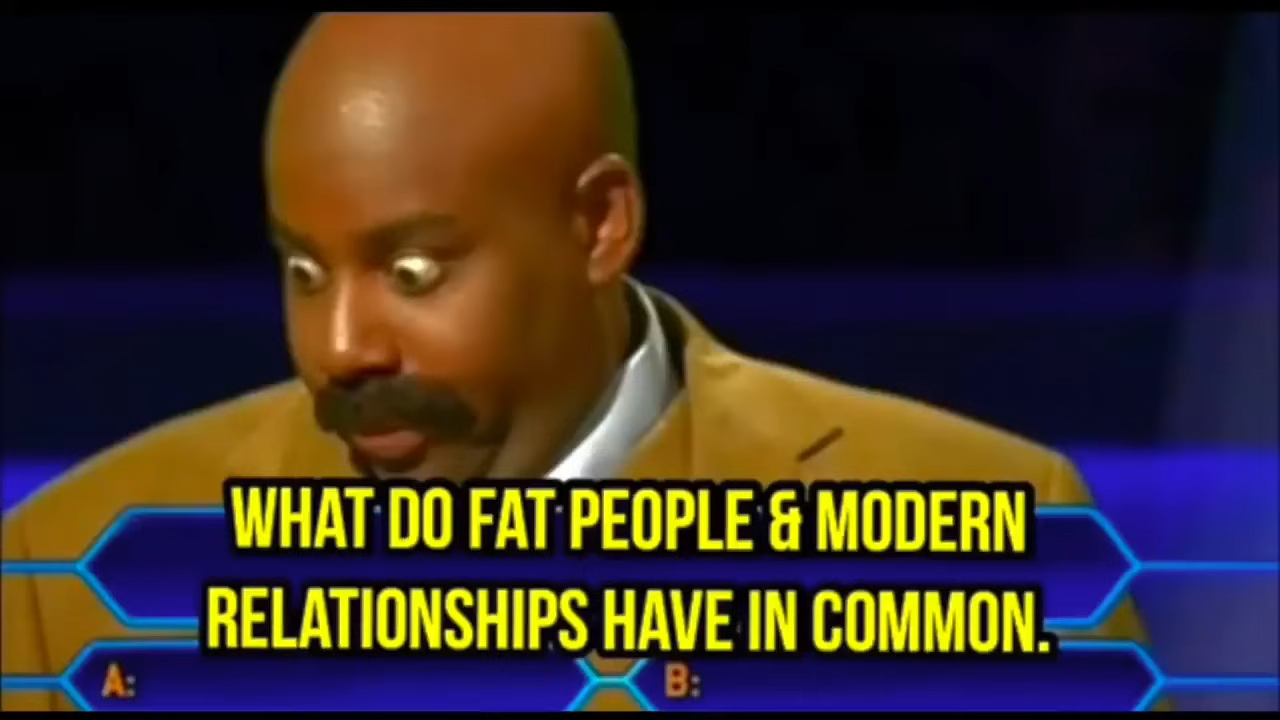 WHAT DO FAT PEOPLE & MODERN
RELATIONSHIPS HAVE IN COMMON.
A:
B: